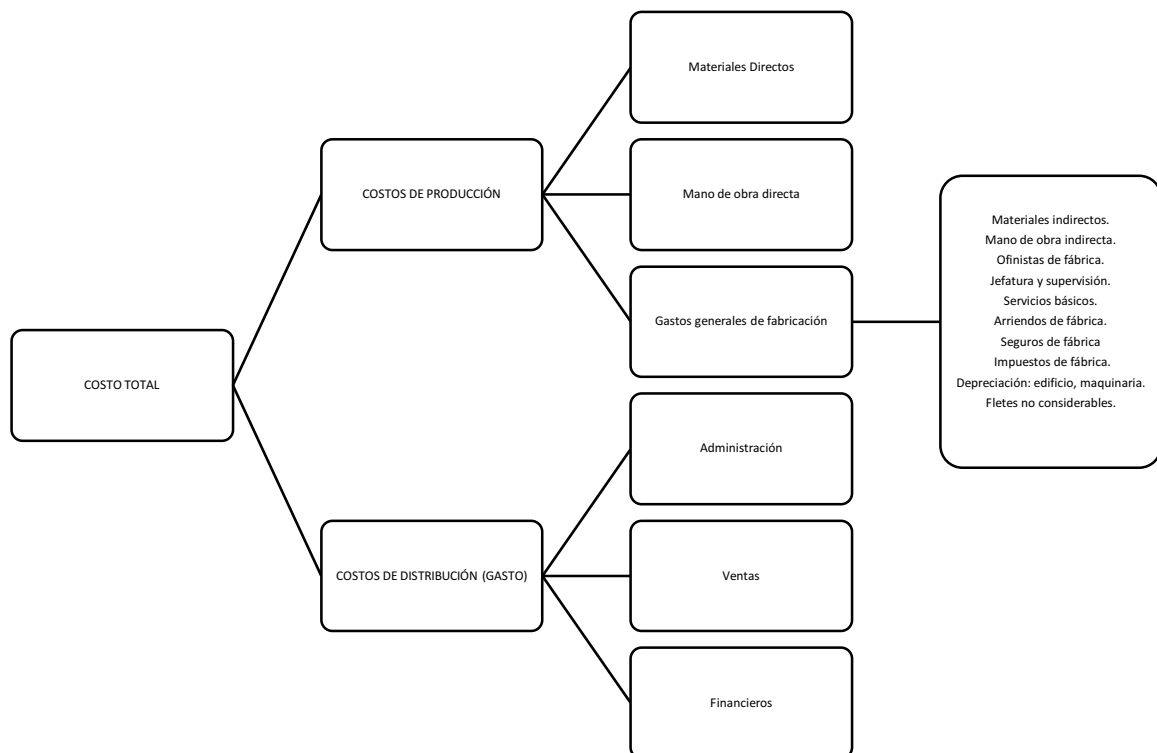 COSTO TOTAL
COSTOS DE PRODUCCIÓN
Materiales Directos
Mano de obra directa
Gastos generales de fabricación
Materiales indirectos.
Mano de obra indirecta.
Ofinistas de fábrica.
Jefatura y supervisión.
Servicios básicos.
Arriendos de fábrica.
Seguros de fábrica
Impuestos de fábrica.
Depreciación: edificio, maquinaria.
Fletes no considerables.
COSTOS DE DISTRIBUCIÓN (GASTO)
Administración
Ventas
Financieros